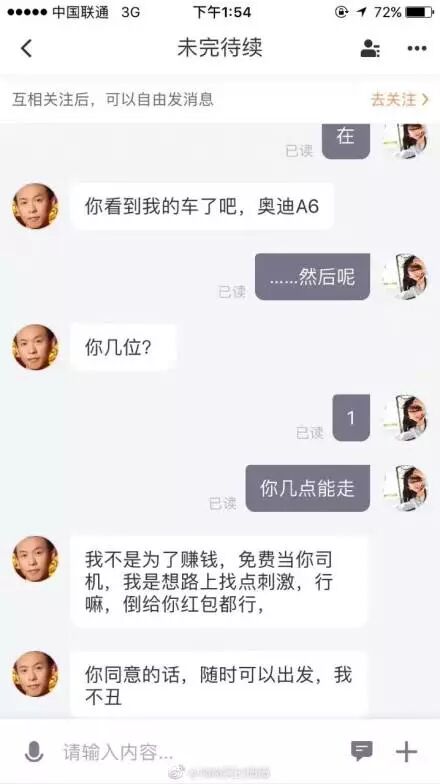 中国联通 3G 下午1:54 72%
未完待续
互相关注后，可以自由发消息 去关注
在
已读
你看到我的车了吧，奥迪A6
……然后呢
已读
你几位？
1
已读
你几点能走
已读
我不是为了赚钱，免费当你司
机，我是想路上找点刺激，行
嘛，倒给你红包都行，
你同意的话，随时可以出发，我
不丑
请输入内容...